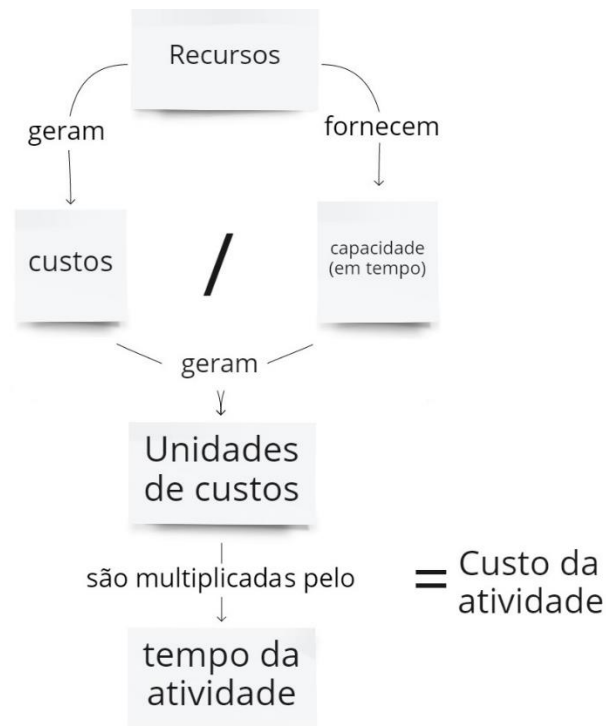 Recursos
geram
fornecem
custos
/
capacidade
(em tempo)
geram
Unidades
de custos
são multiplicadas pelo
= Custo da
atividade
tempo da
atividade